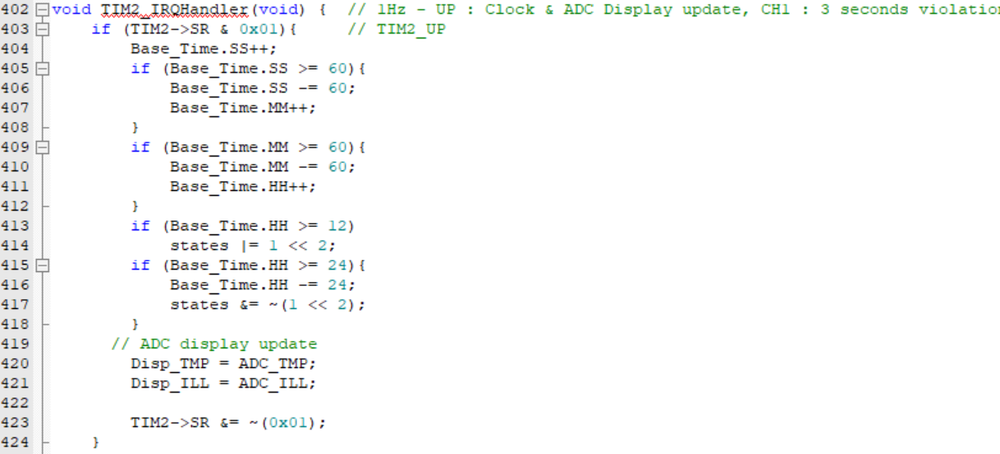 402 void TIM2_IRQHandler(void) {  // 1Hz - UP : Clock & ADC Display update, CH1 : 3 seconds
403     if (TIM2->SR & 0x01){     // TIM2_UP
404         Base_Time.SS++;
405         if (Base_Time.SS >= 60){
406             Base_Time.SS -= 60;
407             Base_Time.MM++;
408         }
409         if (Base_Time.MM >= 60){
410             Base_Time.MM -= 60;
411             Base_Time.HH++;
412         }
413         if (Base_Time.HH >= 12)
414             states |= 1 << 2;
415         if (Base_Time.HH >= 24){
416             Base_Time.HH -= 24;
417             states &= ~(1 << 2);
418         }
419       // ADC display update
420         Disp_TMP = ADC_TMP;
421         Disp_ILL = ADC_ILL;
422
423         TIM2->SR &= ~(0x01);
424     }